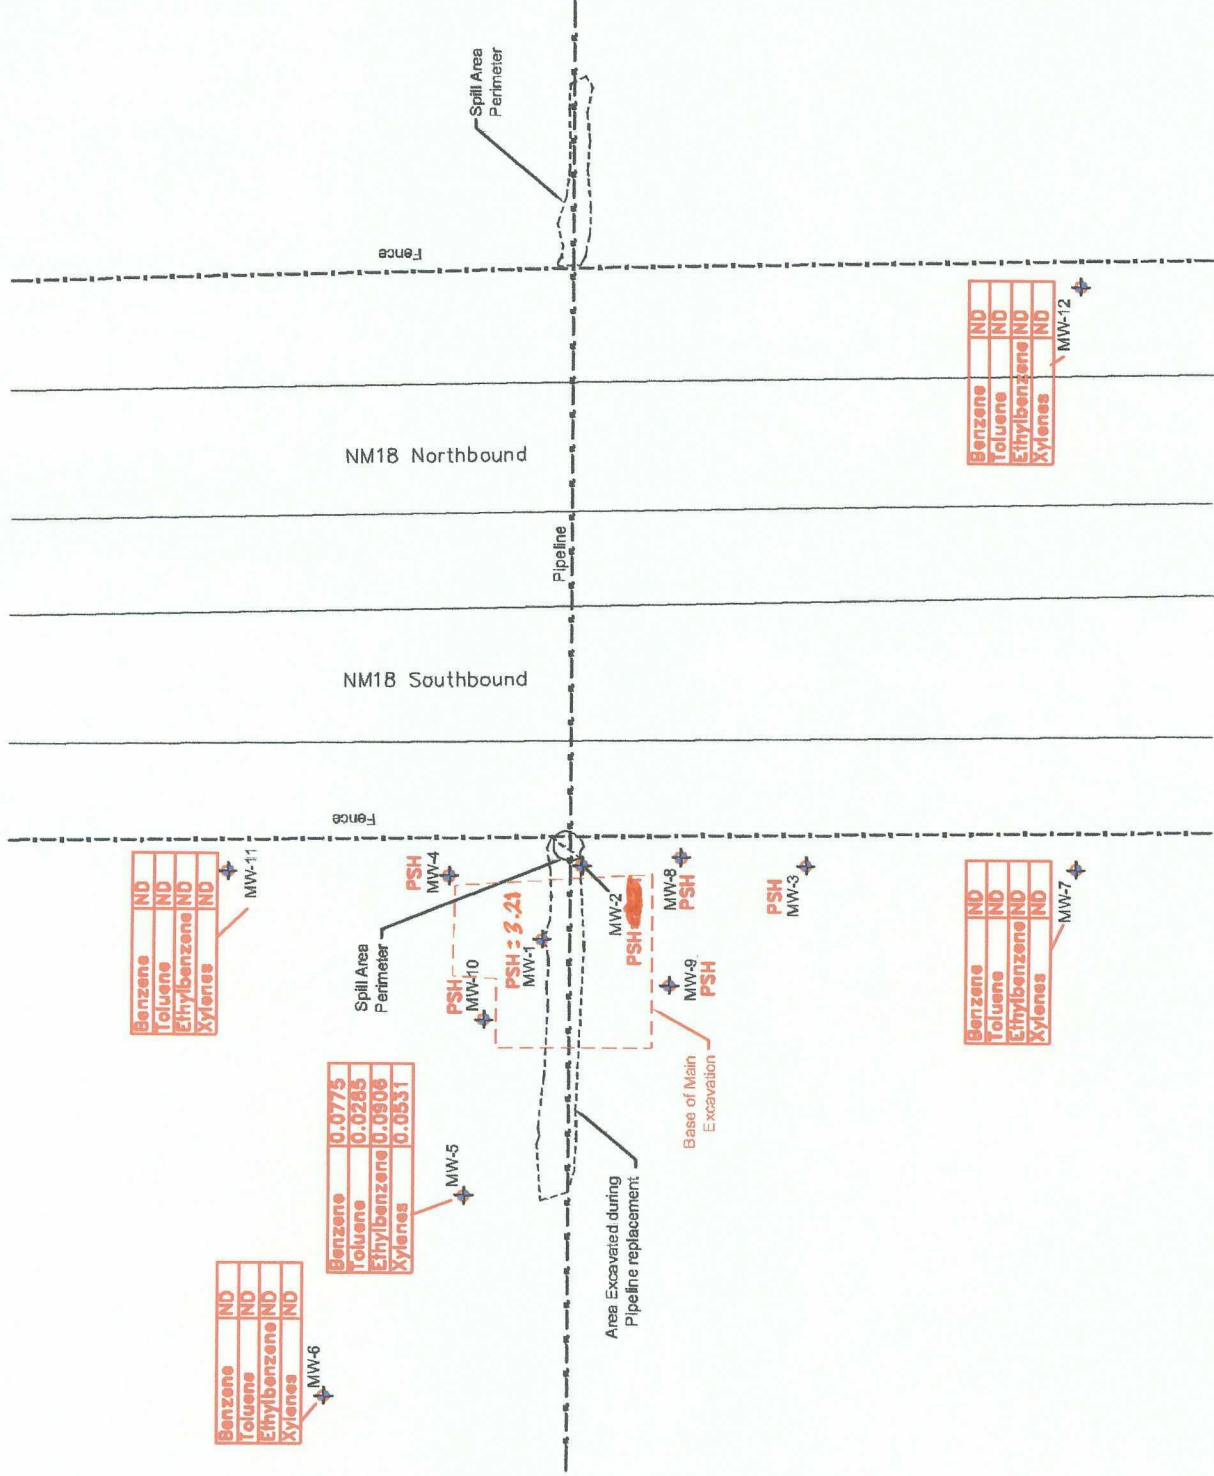 Spill Area
Perimeter
Fence
Benzene ND
Toluene ND
Ethylbenzene ND
Xylenes ND
MW-12
NM18 Northbound
Pipeline
NM18 Southbound
Fence
Benzene ND
Toluene ND
Ethylbenzene ND
Xylenes ND
MW-11
PSH
MW-4
Spill Area
Perimeter
PSH
MW-10
PSH = 3.21
MW-1
MW-2
PSH
MW-8
PSH
MW-9
PSH
PSH
MW-3
Benzene ND
Toluene ND
Ethylbenzene ND
Xylenes ND
MW-7
Base of Main
Excavation
Benzene 0.0775
Toluene 0.0285
Ethylbenzene 0.0906
Xylenes 0.0531
MW-5
Area Excavated during
Pipeline replacement
Benzene ND
Toluene ND
Ethylbenzene ND
Xylenes ND
MW-6